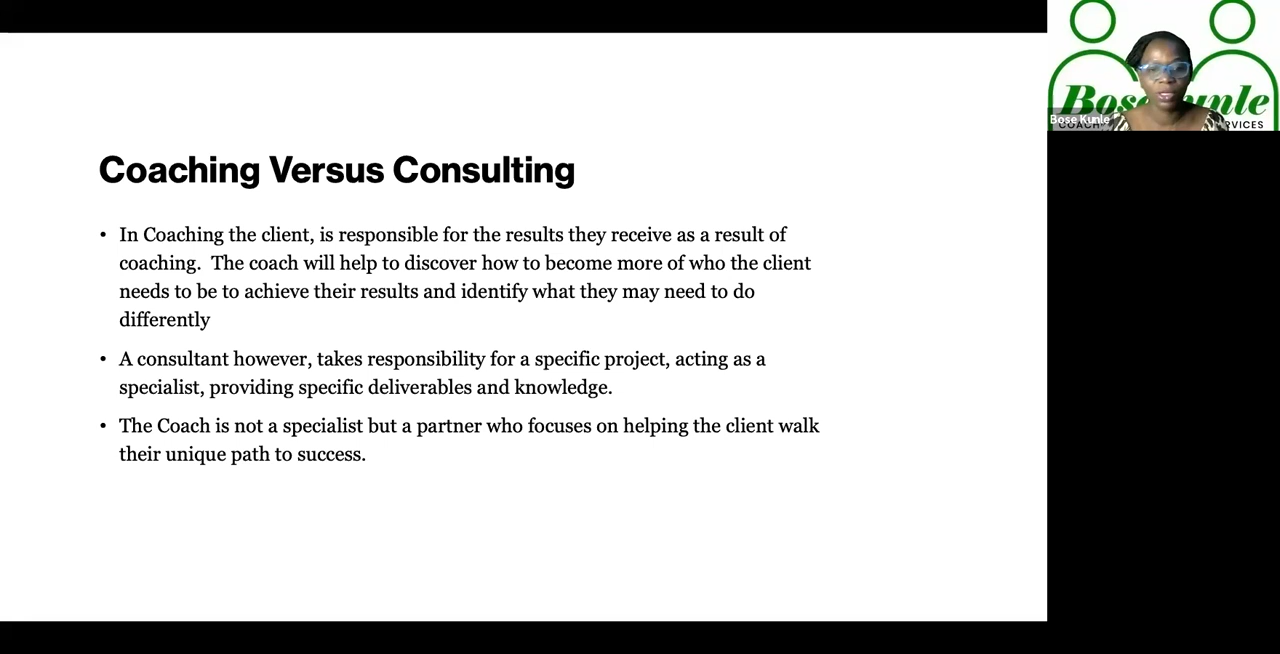 Coaching Versus Consulting
• In Coaching the client, is responsible for the results they receive as a result of
coaching.  The coach will help to discover how to become more of who the client
needs to be to achieve their results and identify what they may need to do
differently
• A consultant however, takes responsibility for a specific project, acting as a
specialist, providing specific deliverables and knowledge.
• The Coach is not a specialist but a partner who focuses on helping the client walk
their unique path to success.
Bose Kunle